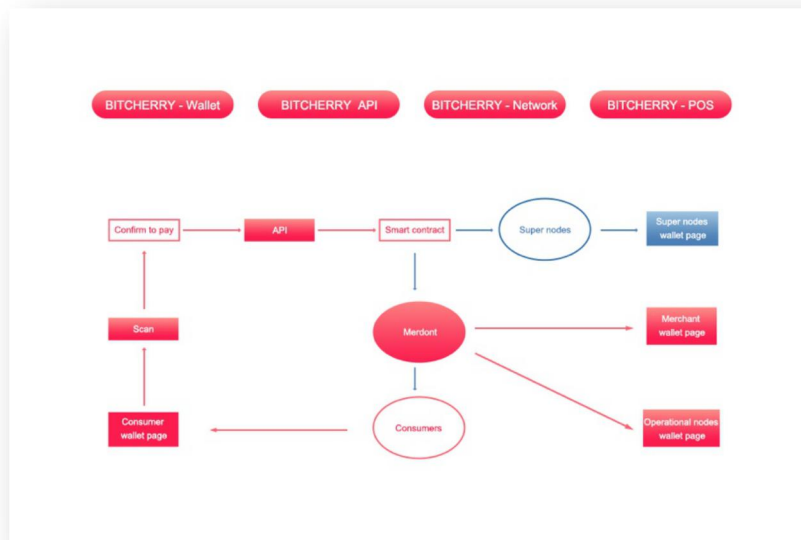 BITCHERRY - Wallet
BITCHERRY API
BITCHERRY - Network
BITCHERRY - POS
Confirm to pay
API
Smart contract
Super nodes
Super nodes
wallet page
Scan
Merdont
Merchant
wallet page
Consumer
wallet page
Consumers
Operational nodes
wallet page